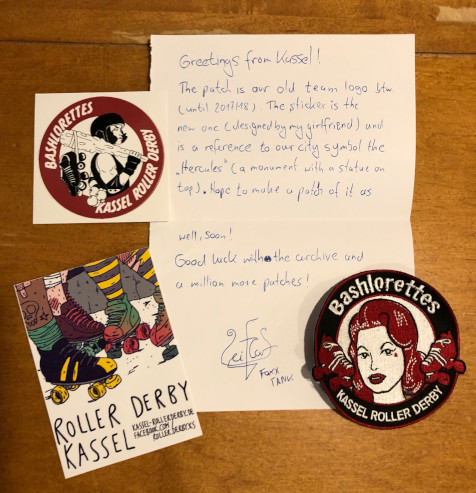 BASHLORETTES
KASSEL ROLLER DERBY
Greetings from Kassel!
The patch is our old team logo btw.
(until 2017/18). The sticker is the
new one (designed by my girlfriend) and
is a reference to our city symbol the
"Hercules" (a monument with a statue on
top). Hope to make a patch of it as
well, soon!
Good luck with the archive and
a million more patches!
FoxX
TANK
ROLLER DERBY
KASSEL
KASSEL-ROLLERDERBY.DE
FACEBOOK.COM
Bashlorettes
KASSEL ROLLER DERBY